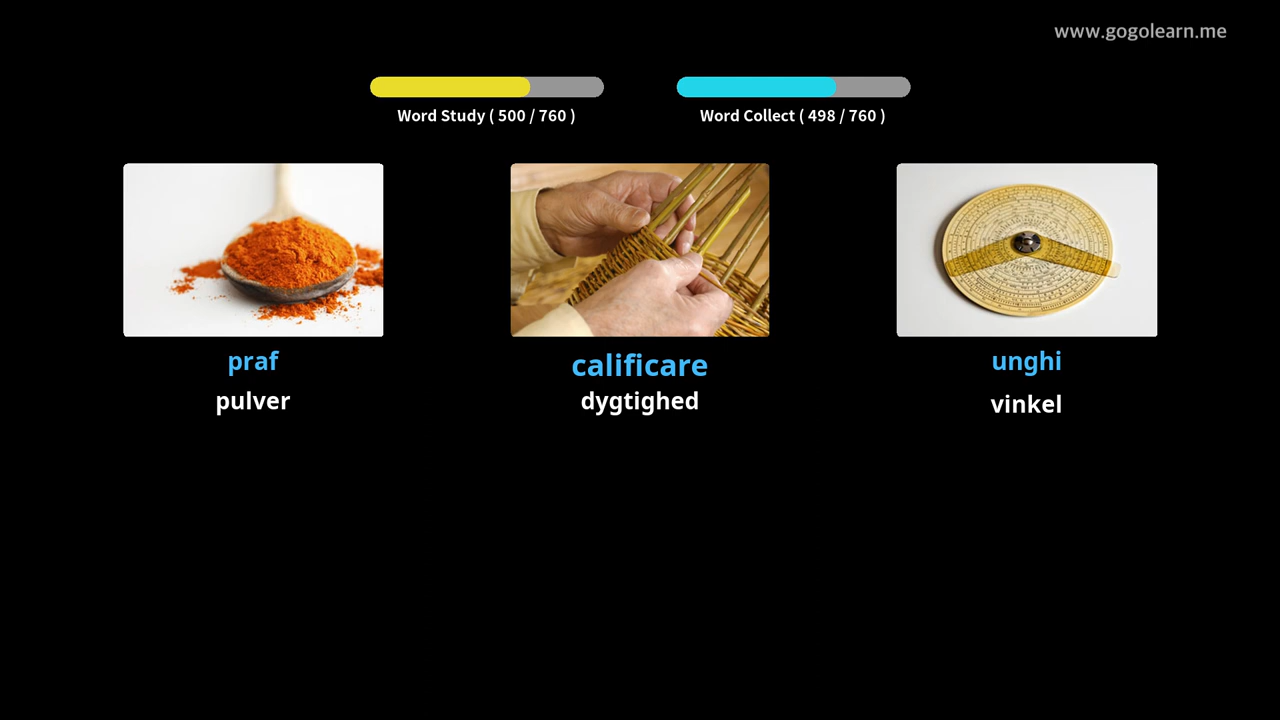 www.gogolearn.me
Word Study ( 500 / 760 )
Word Collect ( 498 / 760 )
praf
pulver
calificare
dygtighed
unghi
vinkel